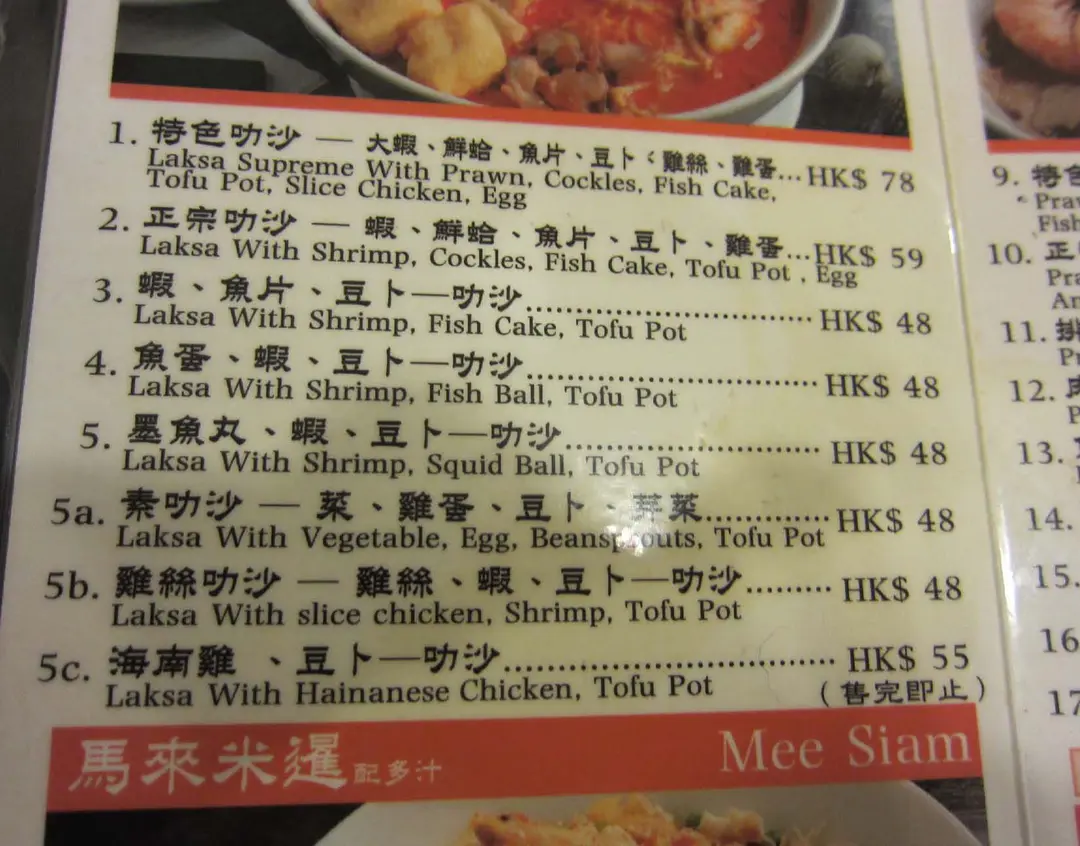 1. 特色叻沙 — 大蝦、鮮蛤、魚片、豆卜、雞絲、雞蛋...HK$ 78
Laksa Supreme With Prawn, Cockles, Fish Cake,
Tofu Pot, Slice Chicken, Egg
2. 正宗叻沙 — 蝦、鮮蛤、魚片、豆卜、雞蛋...HK$ 59
Laksa With Shrimp, Cockles, Fish Cake, Tofu Pot , Egg
3. 蝦、魚片、豆卜—叻沙..............................HK$ 48
Laksa With Shrimp, Fish Cake, Tofu Pot
4. 魚蛋、蝦、豆卜—叻沙..............................HK$ 48
Laksa With Shrimp, Fish Ball, Tofu Pot
5. 墨魚丸、蝦、豆卜—叻沙...........................HK$ 48
Laksa With Shrimp, Squid Ball, Tofu Pot
5a. 素叻沙 — 菜、雞蛋、豆卜、芽菜.............HK$ 48
Laksa With Vegetable, Egg, Beansprouts, Tofu Pot
5b. 雞絲叻沙 — 雞絲、蝦、豆卜—叻沙.........HK$ 48
Laksa With slice chicken, Shrimp, Tofu Pot
5c. 海南雞 、豆卜—叻沙...................................HK$ 55
Laksa With Hainanese Chicken, Tofu Pot
(售完即止)
馬來米暹 配多汁 Mee Siam
9. 特色
Fish
10. 正
11. 排
12. 肉
13.
14.
15.
16
17